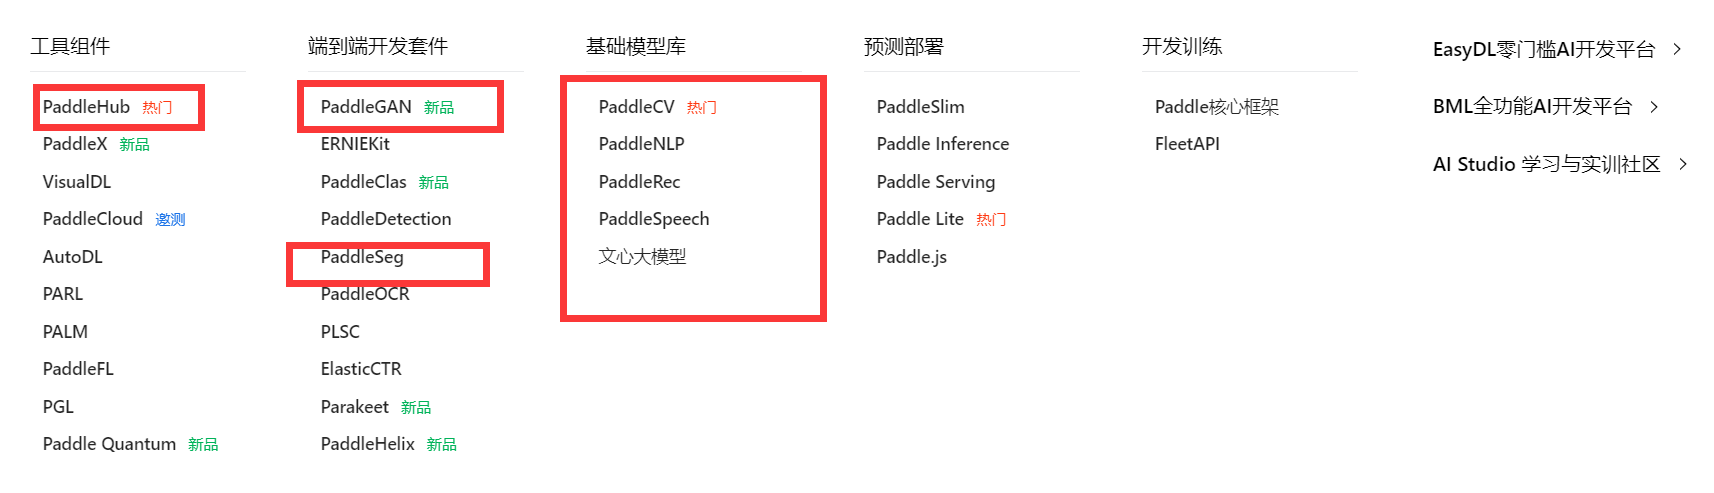 工具组件
PaddleHub 热门
PaddleX 新品
VisualDL
PaddleCloud 邀测
AutoDL
PARL
PALM
PaddleFL
PGL
Paddle Quantum 新品
端到端开发套件
PaddleGAN 新品
ERNIEKit
PaddleClas 新品
PaddleDetection
PaddleSeg
PaddleOCR
PLSC
ElasticCTR
Parakeet 新品
PaddleHelix 新品
基础模型库
PaddleCV 热门
PaddleNLP
PaddleRec
PaddleSpeech
文心大模型
预测部署
PaddleSlim
Paddle Inference
Paddle Serving
Paddle Lite 热门
Paddle.js
开发训练
Paddle核心框架
FleetAPI
EasyDL零门槛AI开发平台
BML全功能AI开发平台
AI Studio 学习与实训社区